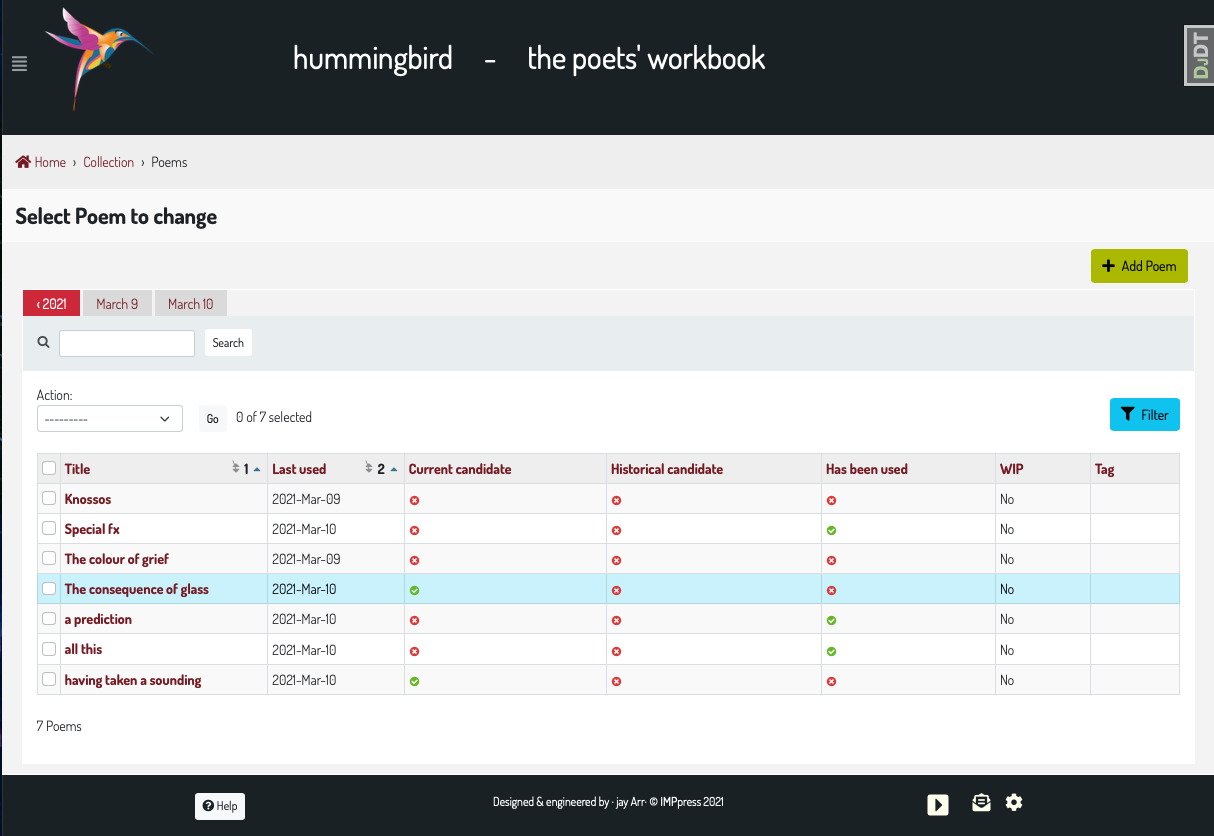 hummingbird - the poets' workbook
DjDT
Home › Collection › Poems
Select Poem to change
Add Poem
‹ 2021 March 9 March 10
Search
Action:
--------- Go 0 of 7 selected
Filter
Title 1 Last used 2 Current candidate Historical candidate Has been used WIP Tag
Knossos 2021-Mar-09 No
Special fx 2021-Mar-10 No
The colour of grief 2021-Mar-09 No
The consequence of glass 2021-Mar-10 No
a prediction 2021-Mar-10 No
all this 2021-Mar-10 No
having taken a sounding 2021-Mar-10 No
7 Poems
Help
Designed & engineered by · jay Arr· © IMPpress 2021